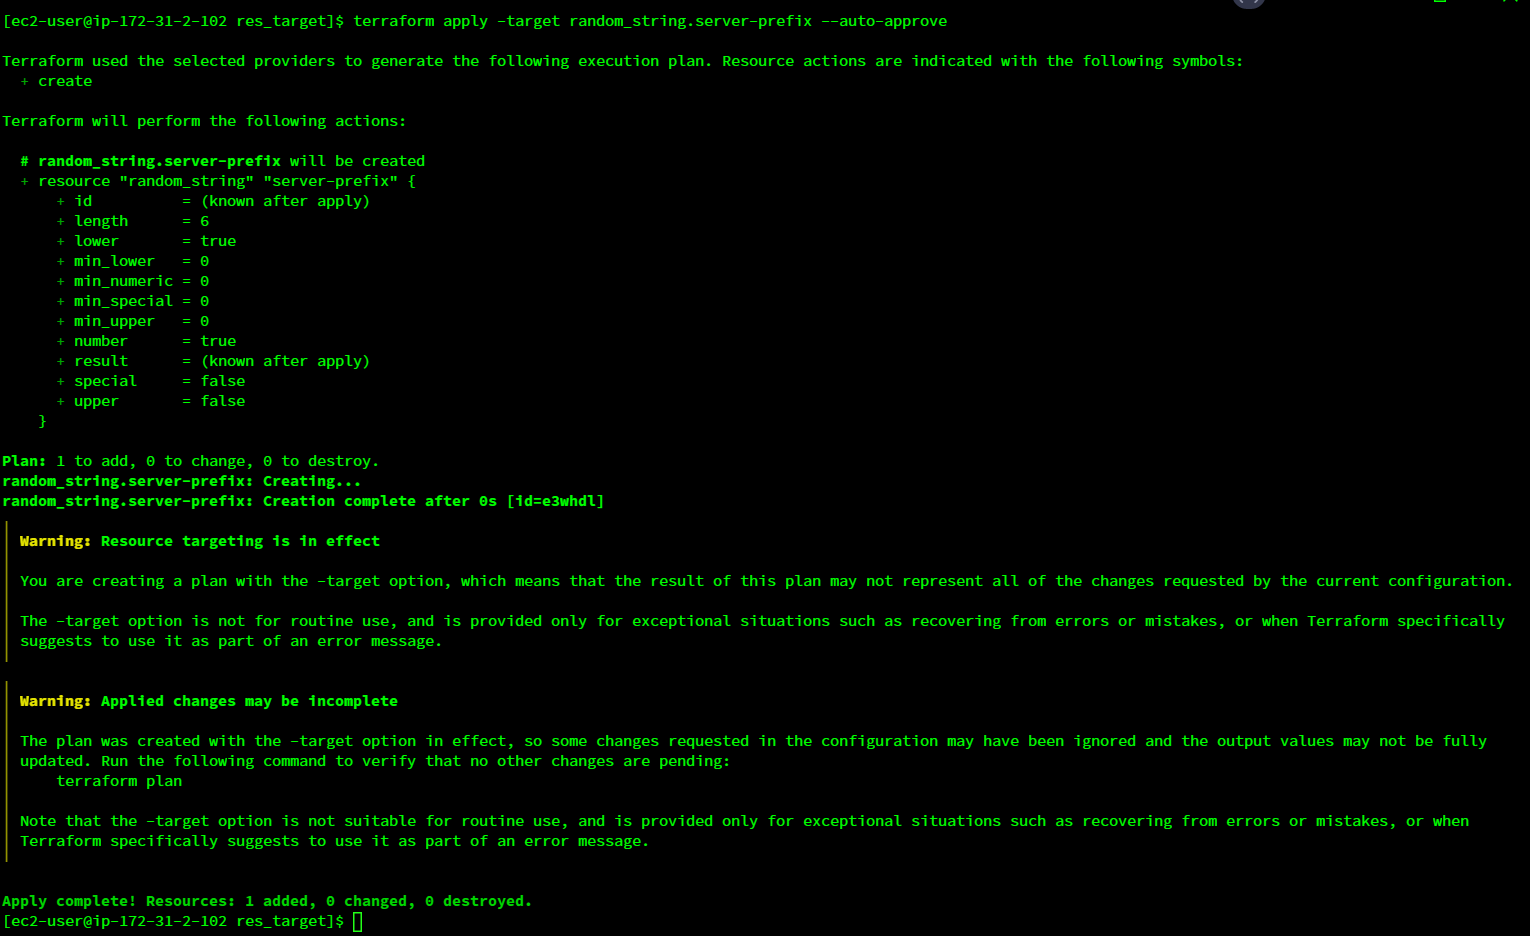 [ec2-user@ip-172-31-2-102 res_target]$ terraform apply -target random_string.server-prefix --auto-approve
Terraform used the selected providers to generate the following execution plan. Resource actions are indicated with the following symbols:
+ create
Terraform will perform the following actions:
# random_string.server-prefix will be created
+ resource "random_string" "server-prefix" {
+ id          = (known after apply)
+ length      = 6
+ lower       = true
+ min_lower   = 0
+ min_numeric = 0
+ min_special = 0
+ min_upper   = 0
+ number      = true
+ result      = (known after apply)
+ special     = false
+ upper       = false
}
Plan: 1 to add, 0 to change, 0 to destroy.
random_string.server-prefix: Creating...
random_string.server-prefix: Creation complete after 0s [id=e3whdl]
Warning: Resource targeting is in effect
You are creating a plan with the -target option, which means that the result of this plan may not represent all of the changes requested by the current configuration.
The -target option is not for routine use, and is provided only for exceptional situations such as recovering from errors or mistakes, or when Terraform specifically
suggests to use it as part of an error message.
Warning: Applied changes may be incomplete
The plan was created with the -target option in effect, so some changes requested in the configuration may have been ignored and the output values may not be fully
updated. Run the following command to verify that no other changes are pending:
terraform plan
Note that the -target option is not suitable for routine use, and is provided only for exceptional situations such as recovering from errors or mistakes, or when
Terraform specifically suggests to use it as part of an error message.
Apply complete! Resources: 1 added, 0 changed, 0 destroyed.
[ec2-user@ip-172-31-2-102 res_target]$